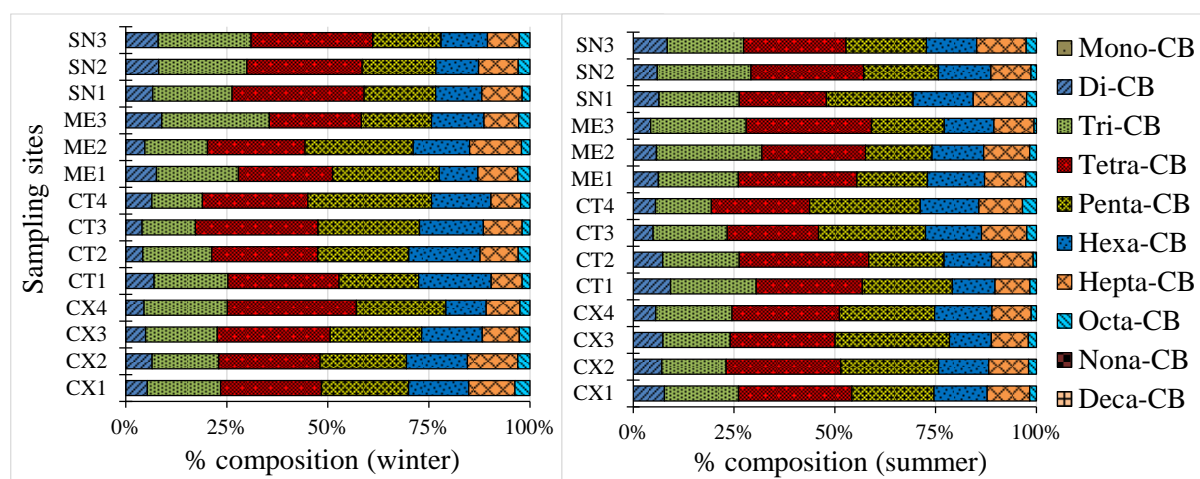 Sampling sites
SN3
SN2
SN1
ME3
ME2
ME1
CT4
CT3
CT2
CT1
CX4
CX3
CX2
CX1
0% 25% 50% 75% 100%
% composition (winter)
SN3
SN2
SN1
ME3
ME2
ME1
CT4
CT3
CT2
CT1
CX4
CX3
CX2
CX1
0% 25% 50% 75% 100%
% composition (summer)
Mono-CB
Di-CB
Tri-CB
Tetra-CB
Penta-CB
Hexa-CB
Hepta-CB
Octa-CB
Nona-CB
Deca-CB